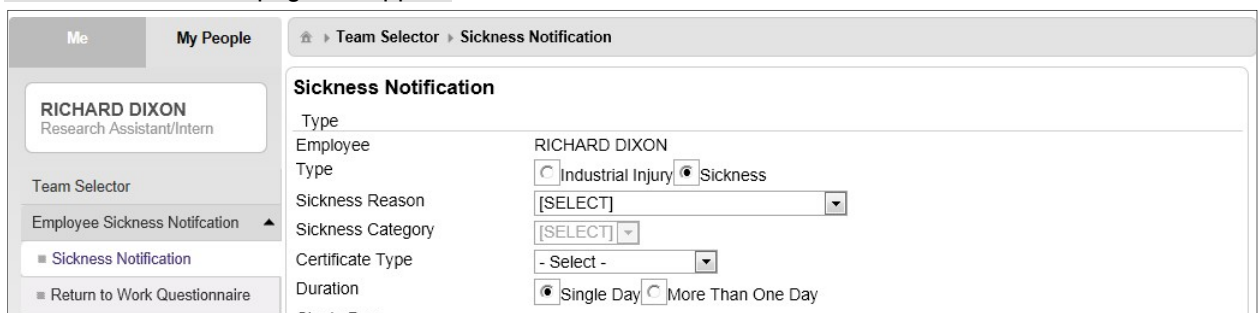 Me
My People
Team Selector
Sickness Notification
RICHARD DIXON
Research Assistant/Intern
Team Selector
Employee Sickness Notifcation
Sickness Notification
Return to Work Questionnaire
Sickness Notification
Type
Employee RICHARD DIXON
Type Industrial Injury Sickness
Sickness Reason [SELECT]
Sickness Category [SELECT]
Certificate Type - Select -
Duration Single Day More Than One Day